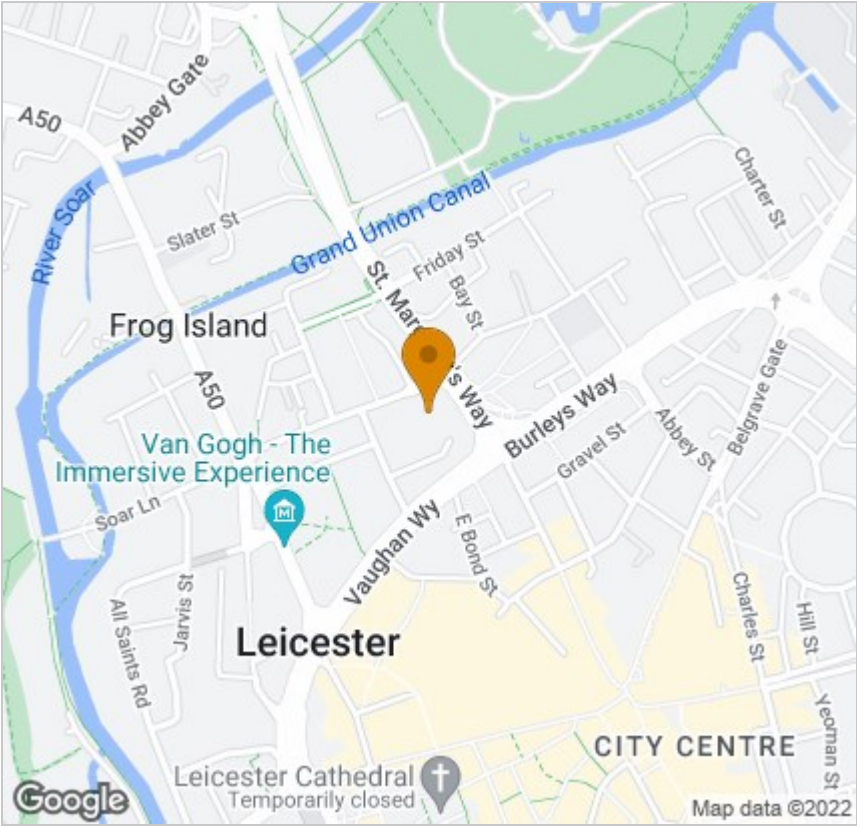 A50
Abbey Gate
River Soar
Slater St
Grand Union Canal
Charter St
Friday St
Bay St
St. Mar
's Way
Frog Island
A50
Burleys Way
Belgrave Gate
Abbey St
Gravel St
Van Gogh - The
Immersive Experience
Soar Ln
Vaughan Wy
E Bond St
Jarvis St
All Saints Rd
Leicester
Charles St
Hill St
Yeoman St
CITY CENTRE
Leicester Cathedral
Temporarily closed
Google
Map data ©2022